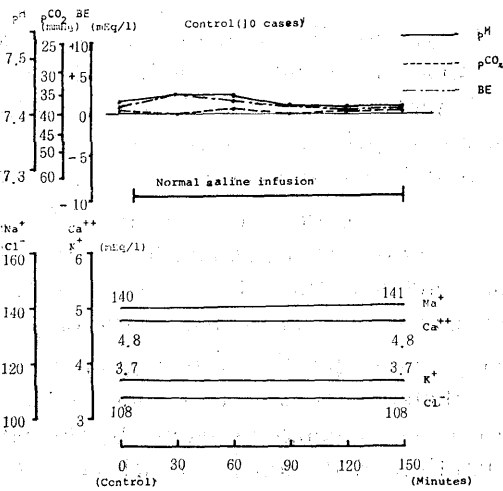 pH pCO2 BE
(mmHg) (mEq/l)
Control(10 cases)
pH
pCO2
BE
7.5
7.4
7.3
25
30
35
40
45
50
60
+10
+5
0
-5
-10
Normal saline infusion
Na+ Ca++
Cl- K+ (mEq/l)
160
140
120
100
6
5
4
3
140 141 Na+
Ca++
4.8 4.8
3.7 3.7
K+
Cl-
108 108
0 30 60 90 120 150
(Control) (Minutes)